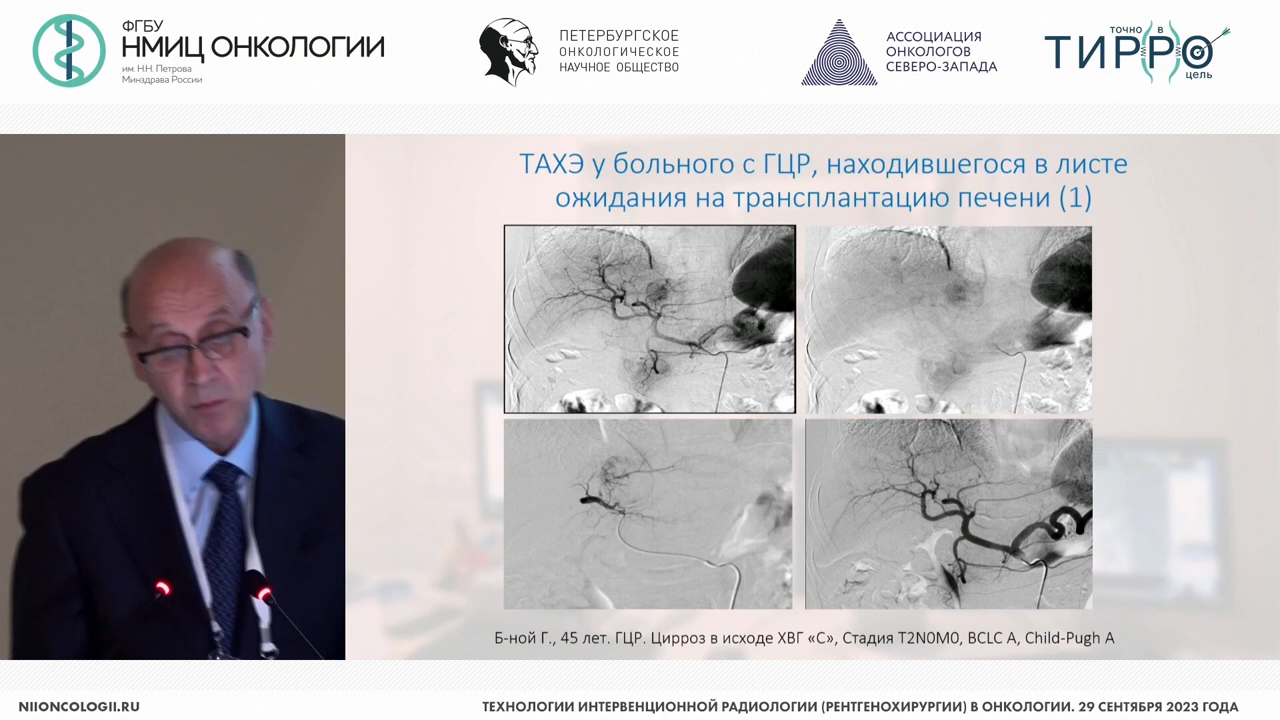 ФГБУ
НМИЦ ОНКОЛОГИИ
им. Н.Н. Петрова
Минздрава России
ПЕТЕРБУРГСКОЕ
ОНКОЛОГИЧЕСКОЕ
НАУЧНОЕ ОБЩЕСТВО
АССОЦИАЦИЯ
ОНКОЛОГОВ
СЕВЕРО-ЗАПАДА
ТОЧНО В
ТИРРО
цель
ТАХЭ у больного с ГЦР, находившегося в листе
ожидания на трансплантацию печени (1)
Б-ной Г., 45 лет. ГЦР. Цирроз в исходе ХВГ «С», Стадия T2N0M0, BCLC A, Child-Pugh A
NIIONCOLOGII.RU
ТЕХНОЛОГИИ ИНТЕРВЕНЦИОННОЙ РАДИОЛОГИИ (РЕНТГЕНОХИРУРГИИ) В ОНКОЛОГИИ. 29 СЕНТЯБРЯ 2023 ГОДА